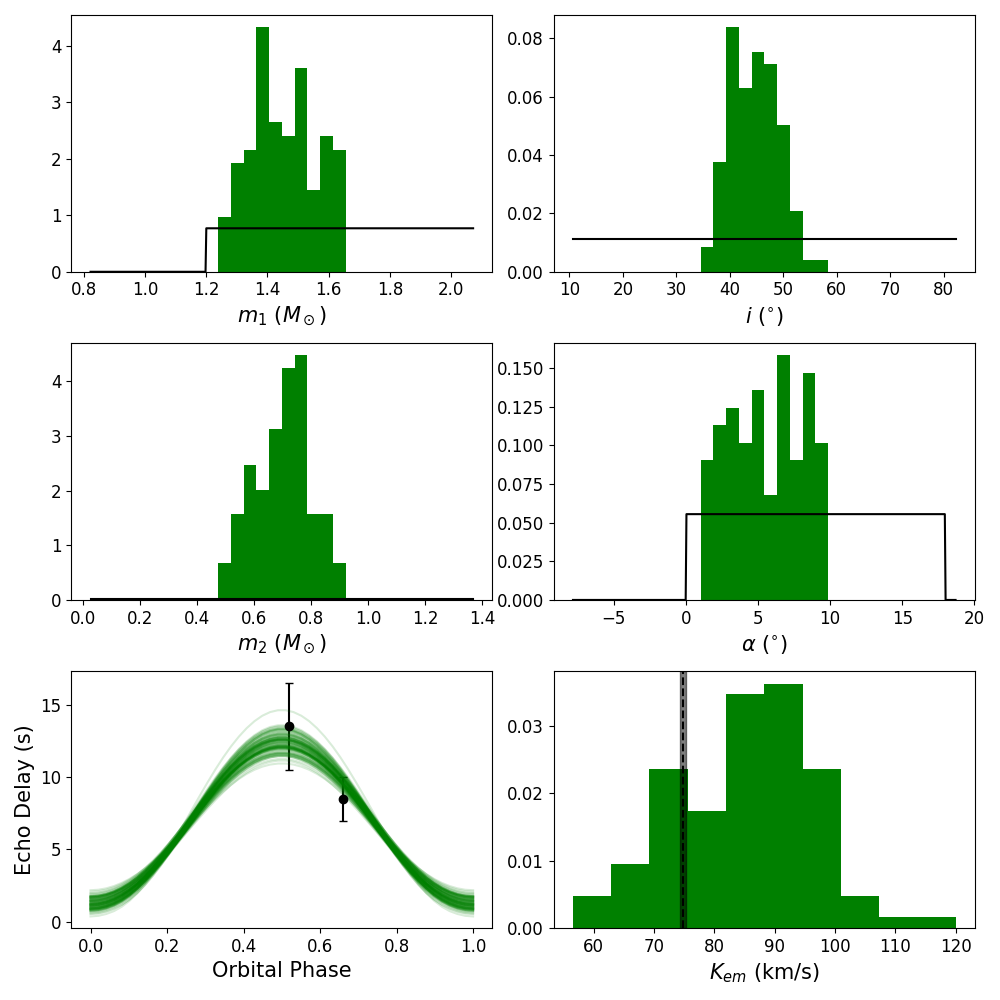 4
3
2
1
0
0.8 1.0 1.2 1.4 1.6 1.8 2.0
m₁ (M⊙)
0.08
0.06
0.04
0.02
0.00
10 20 30 40 50 60 70 80
i (°)
4
3
2
1
0
0.0 0.2 0.4 0.6 0.8 1.0 1.2 1.4
m₂ (M⊙)
0.150
0.125
0.100
0.075
0.050
0.025
0.000
−5 0 5 10 15 20
α (°)
Echo Delay (s)
15
10
5
0
0.0 0.2 0.4 0.6 0.8 1.0
Orbital Phase
0.03
0.02
0.01
0.00
60 70 80 90 100 110 120
Kₑₘ (km/s)